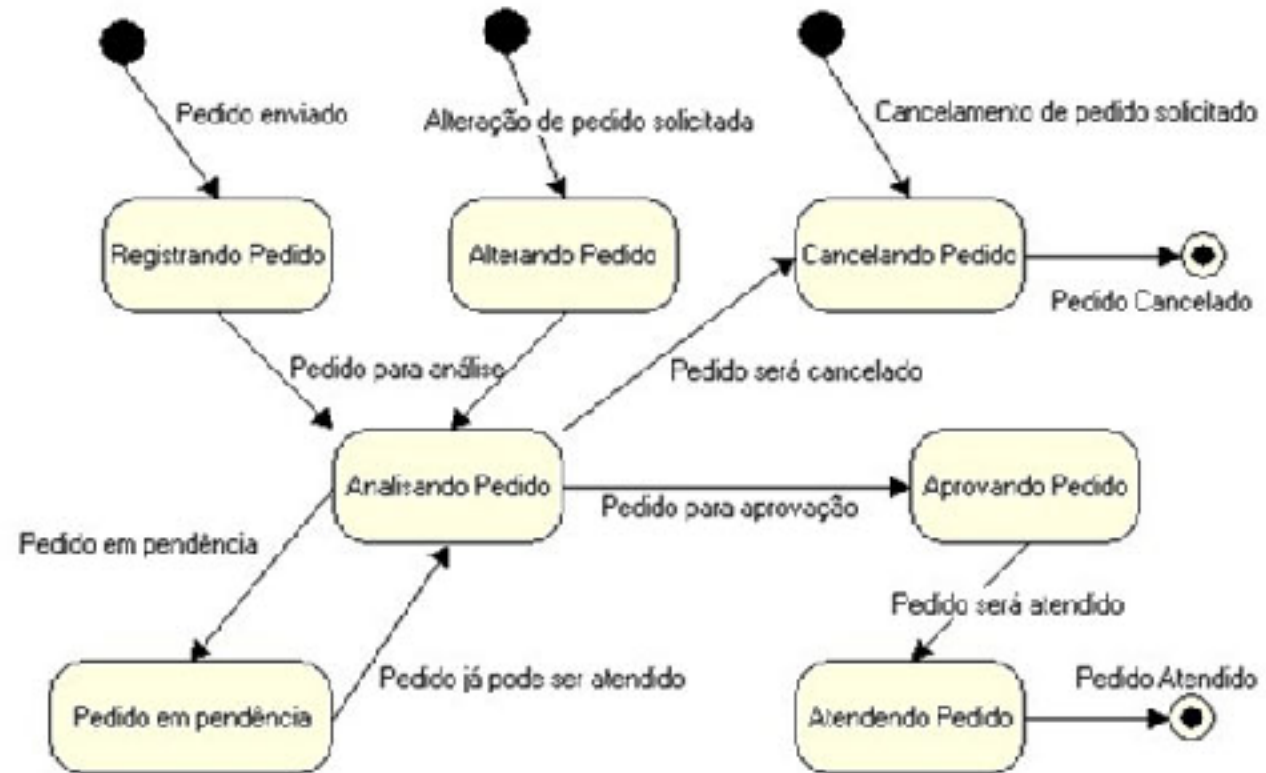 Pedido enviado
Alteração de pedido solicitada
Cancelamento de pedido solicitado
Registrando Pedido
Alterando Pedido
Cancelando Pedido
Pedido Cancelado
Pedido para análise
Pedido será cancelado
Analisando Pedido
Pedido para aprovação
Aprovando Pedido
Pedido em pendência
Pedido será atendido
Pedido já pode ser atendido
Pedido Atendido
Pedido em pendência
Atendendo Pedido